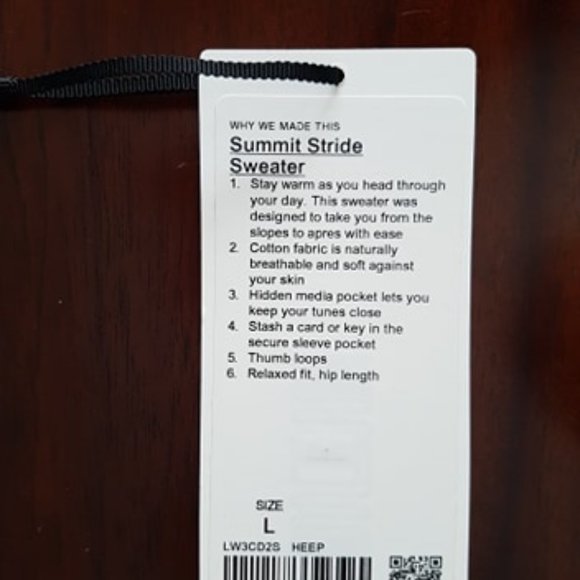 WHY WE MADE THIS
Summit Stride
Sweater
1. Stay warm as you head through
your day. This sweater was
designed to take you from the
slopes to apres with ease
2. Cotton fabric is naturally
breathable and soft against
your skin
3. Hidden media pocket lets you
keep your tunes close
4. Stash a card or key in the
secure sleeve pocket
5. Thumb loops
6. Relaxed fit, hip length
SIZE
L
LW3CD2S HEEP